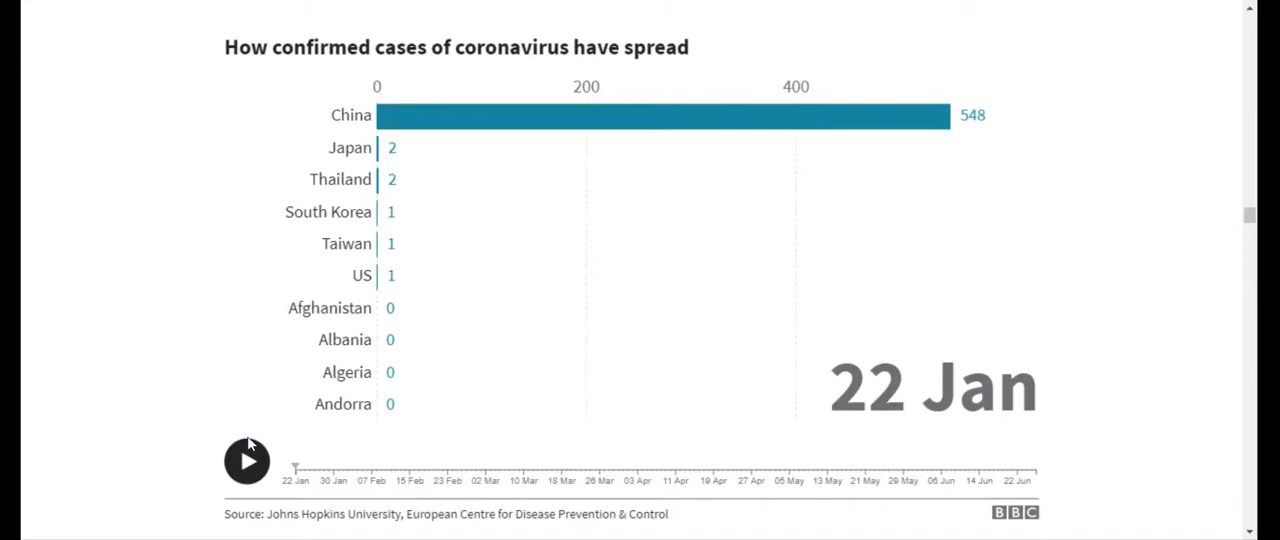 How confirmed cases of coronavirus have spread
0 200 400
China 548
Japan 2
Thailand 2
South Korea 1
Taiwan 1
US 1
Afghanistan 0
Albania 0
Algeria 0
Andorra 0
22 Jan
22 Jan 30 Jan 07 Feb 15 Feb 23 Feb 02 Mar 10 Mar 18 Mar 26 Mar 03 Apr 11 Apr 19 Apr 27 Apr 05 May 13 May 21 May 29 May 06 Jun 14 Jun 22 Jun
Source: Johns Hopkins University, European Centre for Disease Prevention & Control
BBC